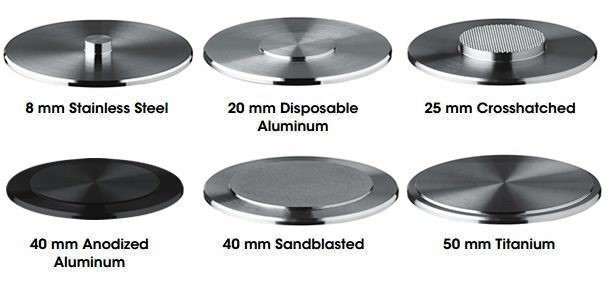 8 mm Stainless Steel
20 mm Disposable
Aluminum
25 mm Crosshatched
40 mm Anodized
Aluminum
40 mm Sandblasted
50 mm Titanium